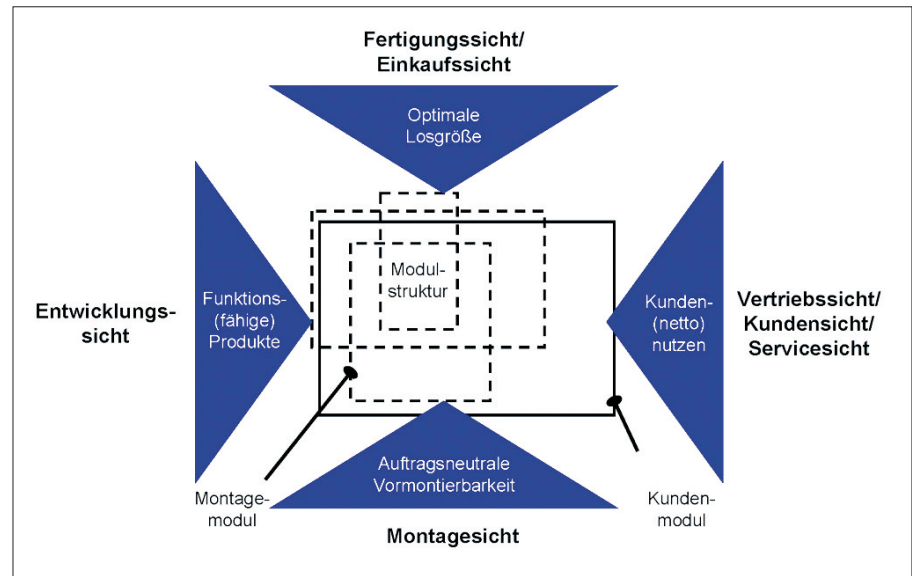 Fertigungssicht/
Einkaufssicht
Optimale
Losgröße
Entwicklungs-
sicht
Funktions-
(fähige)
Produkte
Modul-
struktur
Kunden-
(netto)
nutzen
Vertriebssicht/
Kundensicht/
Servicesicht
Auftragsneutrale
Vormontierbarkeit
Montage-
modul
Kunden-
modul
Montagesicht